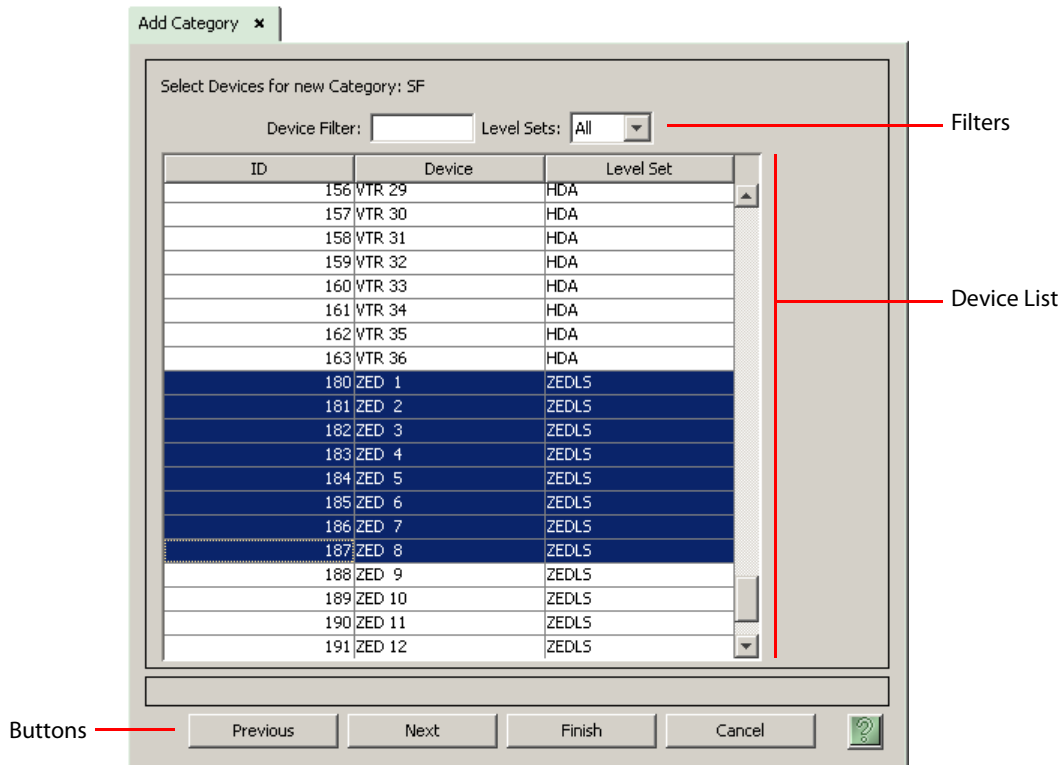 Add Category ×
Select Devices for new Category: SF
Device Filter: Level Sets: All
Filters
ID Device Level Set
156 VTR 29 HDA
157 VTR 30 HDA
158 VTR 31 HDA
159 VTR 32 HDA
160 VTR 33 HDA
161 VTR 34 HDA
162 VTR 35 HDA
163 VTR 36 HDA
180 ZED 1 ZEDLS
181 ZED 2 ZEDLS
182 ZED 3 ZEDLS
183 ZED 4 ZEDLS
184 ZED 5 ZEDLS
185 ZED 6 ZEDLS
186 ZED 7 ZEDLS
187 ZED 8 ZEDLS
188 ZED 9 ZEDLS
189 ZED 10 ZEDLS
190 ZED 11 ZEDLS
191 ZED 12 ZEDLS
Device List
Buttons
Previous Next Finish Cancel ?